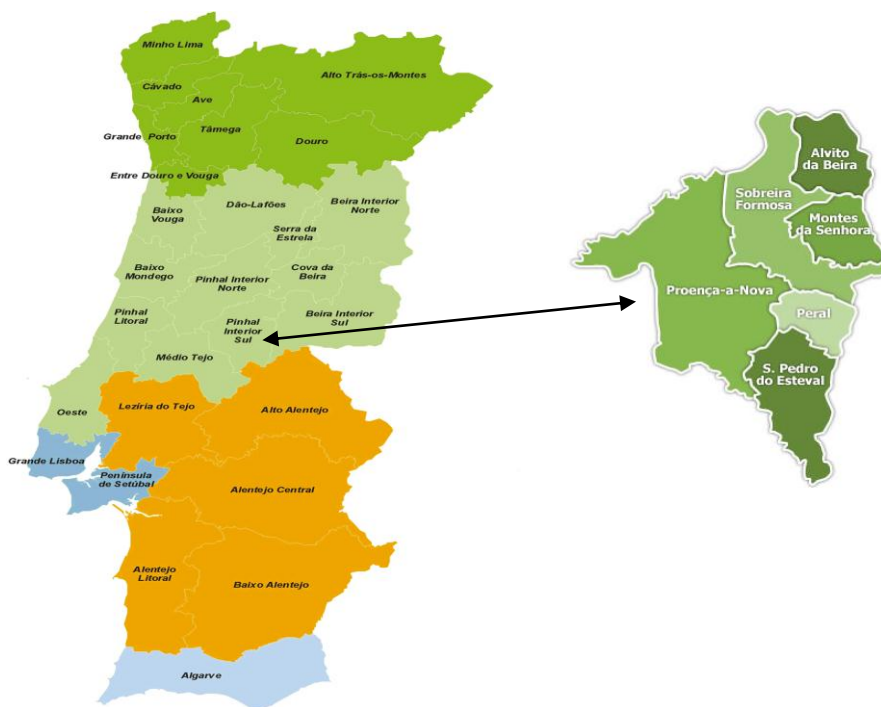 Minho Lima
Alto Trás-os-Montes
Cávado
Ave
Grande Porto
Tâmega
Douro
Entre Douro e Vouga
Baixo
Vouga
Dão-Lafões
Beira Interior
Norte
Serra da
Estrela
Baixo
Mondego
Pinhal Interior
Norte
Cova da
Beira
Pinhal
Litoral
Pinhal
Interior
Sul
Beira Interior
Sul
Médio Tejo
Oeste
Lezíria do Tejo
Alto Alentejo
Grande Lisboa
Península
de Setúbal
Alentejo Central
Alentejo
Litoral
Baixo Alentejo
Algarve
Alvito
da Beira
Sobreira
Formosa
Montes
da Senhora
Proença-a-Nova
Peral
S. Pedro
do Esteval